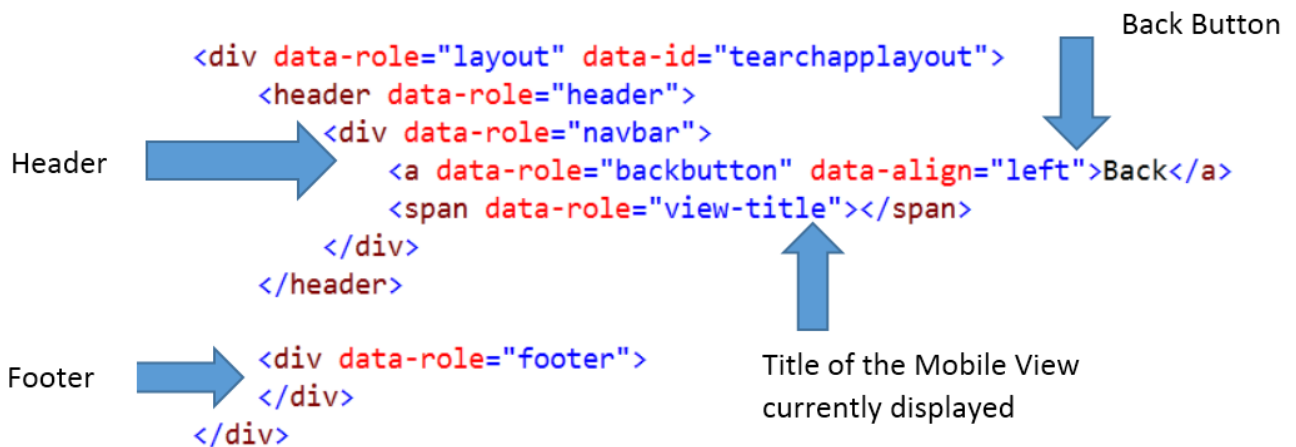 Back Button
<div data-role="layout" data-id="tearchapplayout">
<header data-role="header">
<div data-role="navbar">
Header
<a data-role="backbutton" data-align="left">Back</a>
<span data-role="view-title"></span>
</div>
</header>
<div data-role="footer">
Footer
</div>
</div>
Title of the Mobile View
currently displayed